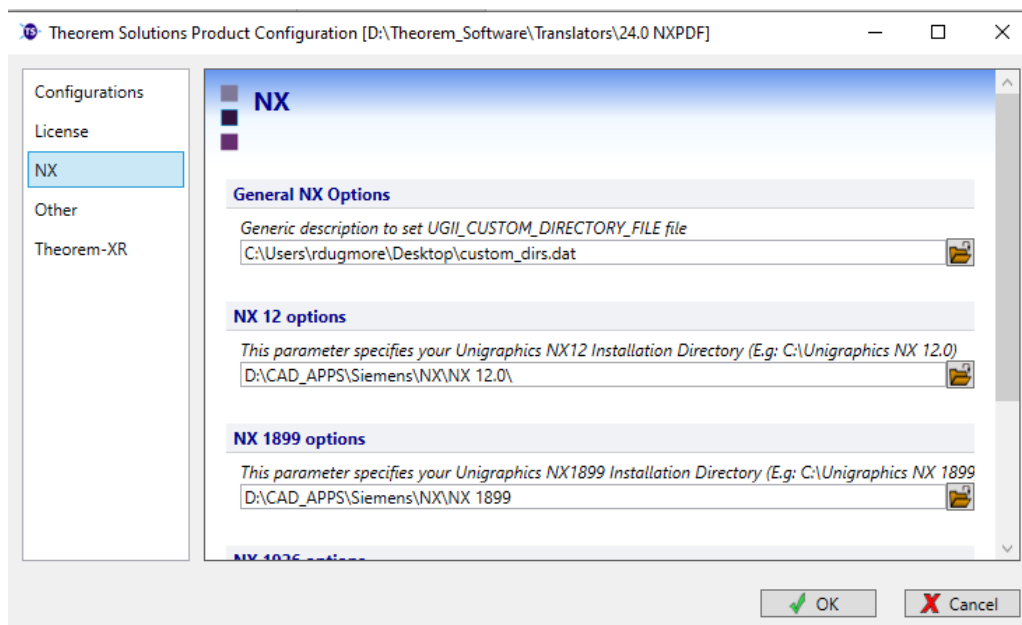 Theorem Solutions Product Configuration [D:\Theorem_Software\Translators\24.0 NXPDF]
Configurations
License
NX
Other
Theorem-XR
NX
General NX Options
Generic description to set UGII_CUSTOM_DIRECTORY_FILE file
C:\Users\rdugmore\Desktop\custom_dirs.dat
NX 12 options
This parameter specifies your Unigraphics NX12 Installation Directory (E.g: C:\Unigraphics NX 12.0)
D:\CAD_APPS\Siemens\NX\NX 12.0\
NX 1899 options
This parameter specifies your Unigraphics NX1899 Installation Directory (E.g: C:\Unigraphics NX 1899
D:\CAD_APPS\Siemens\NX\NX 1899
NX 1926 options
OK
Cancel